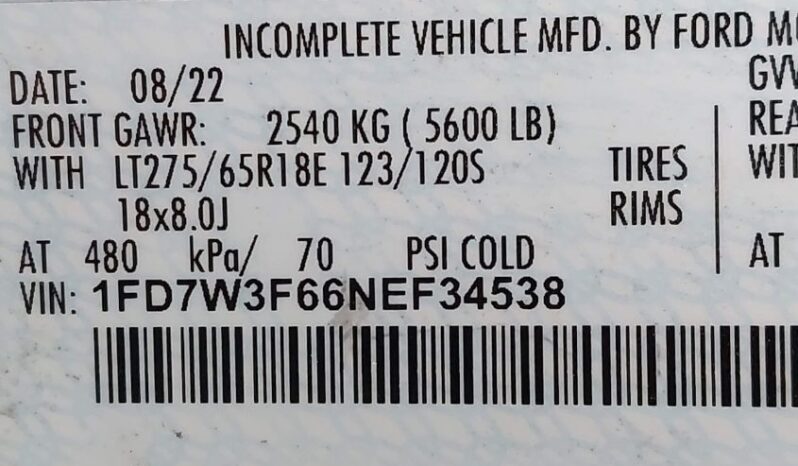 INCOMPLETE VEHICLE MFD. BY FORD
DATE: 08/22
FRONT GAWR: 2540 KG ( 5600 LB)
WITH LT275/65R18E 123/120S TIRES
18x8.0J RIMS
AT 480 kPa/ 70 PSI COLD AT
VIN: 1FD7W3F66NEF34538